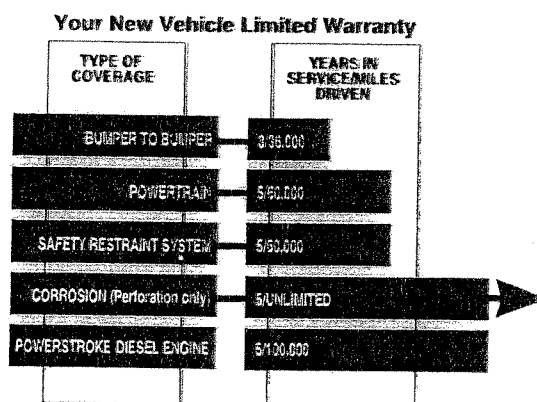 Your New Vehicle Limited Warranty
TYPE OF
COVERAGE
YEARS IN
SERVICE/MILES
DRIVEN
BUMPER TO BUMPER
3/36,000
POWERTRAIN
5/60,000
SAFETY RESTRAINT SYSTEM
5/60,000
CORROSION (Perforation only)
5/UNLIMITED
POWERSTROKE DIESEL ENGINE
5/100,000